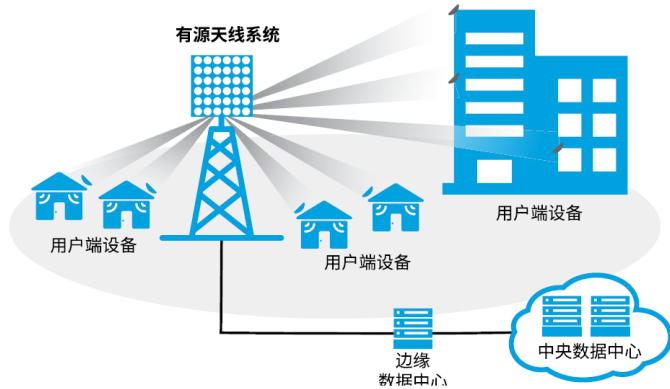 有源天线系统
用户端设备
用户端设备
用户端设备
边缘
数据中心
中央数据中心